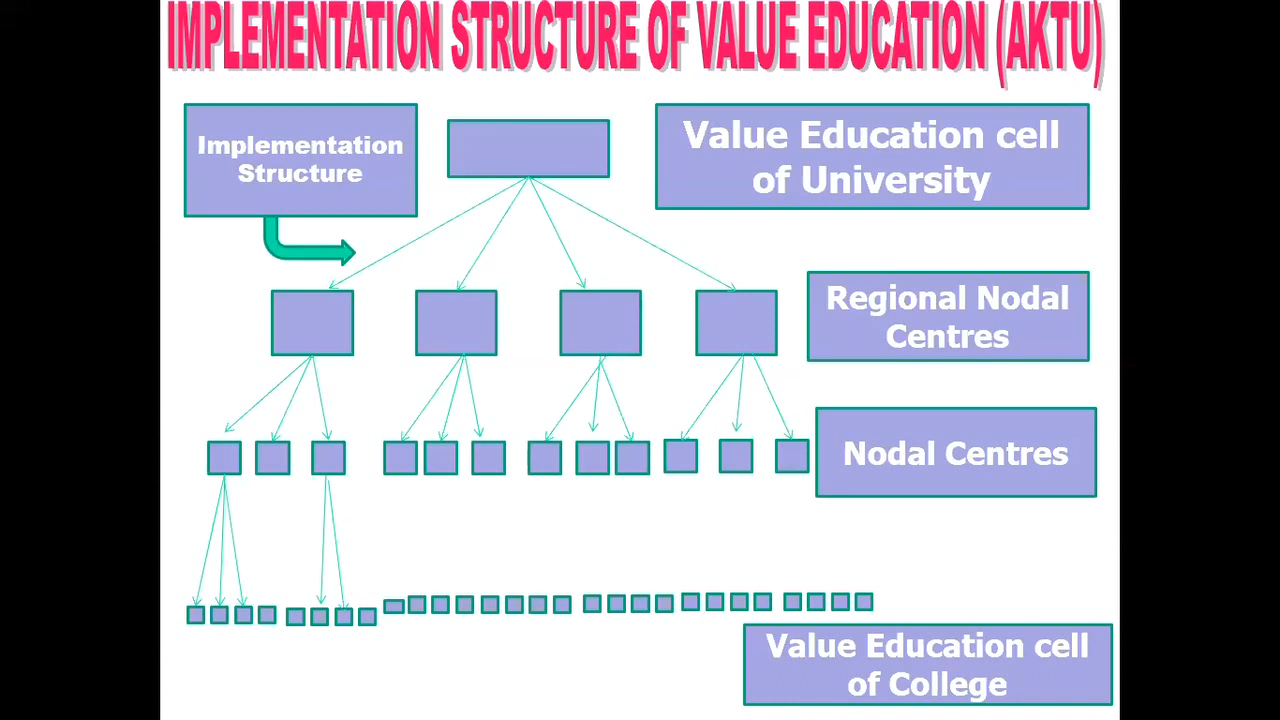 IMPLEMENTATION STRUCTURE OF VALUE EDUCATION (AKTU)
Implementation
Structure
Value Education cell
of University
Regional Nodal
Centres
Nodal Centres
Value Education cell
of College